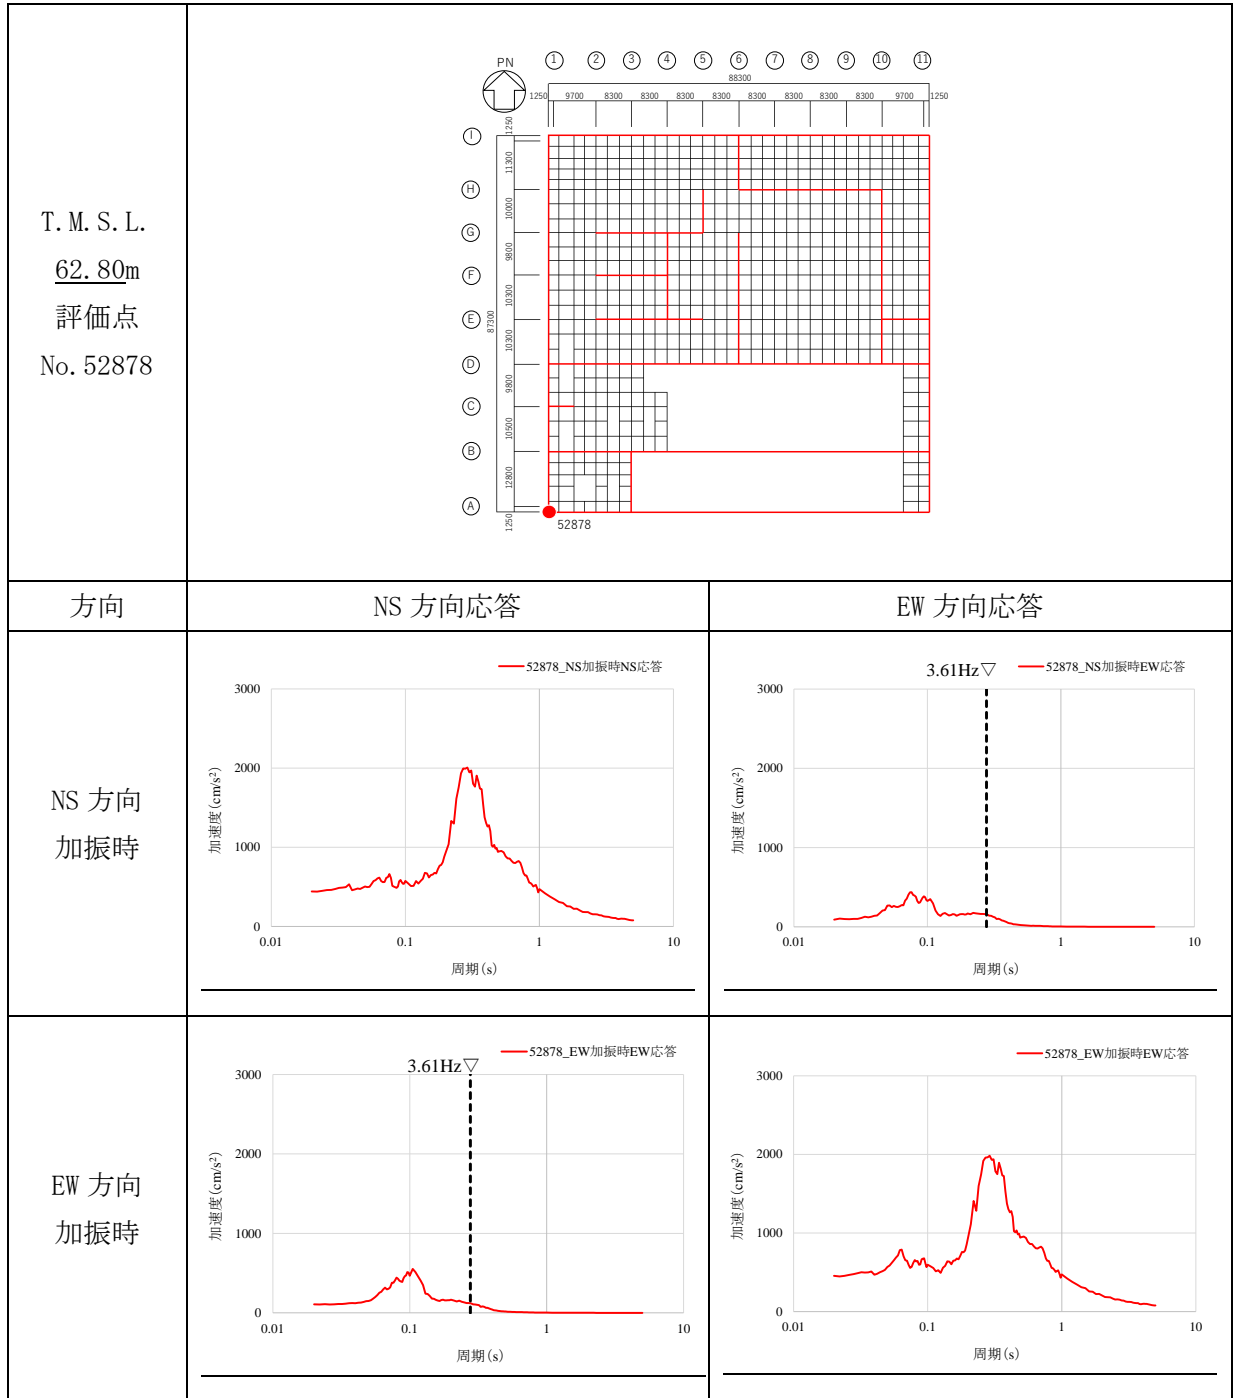 T.M.S.L.
62.80m
評価点
No.52878
PN
1 2 3 4 5 6 7 8 9 10 11
88300
1250 9700 8300 8300 8300 8300 8300 8300 8300 8300 9700 1250
I
H
G
F
E
D
C
B
A
1250
11300
10000
9800
10300
10300
9800
10500
12800
1250
87300
52878
方向 NS 方向応答 EW 方向応答
NS 方向
加振時
52878_NS加振時NS応答
3000
2000
1000
0
0.01 0.1 1 10
加速度(cm/s²)
周期(s)
3.61Hz▽ 52878_NS加振時EW応答
3000
2000
1000
0
0.01 0.1 1 10
加速度(cm/s²)
周期(s)
EW 方向
加振時
3.61Hz▽ 52878_EW加振時EW応答
3000
2000
1000
0
0.01 0.1 1 10
加速度(cm/s²)
周期(s)
52878_EW加振時EW応答
3000
2000
1000
0
0.01 0.1 1 10
加速度(cm/s²)
周期(s)